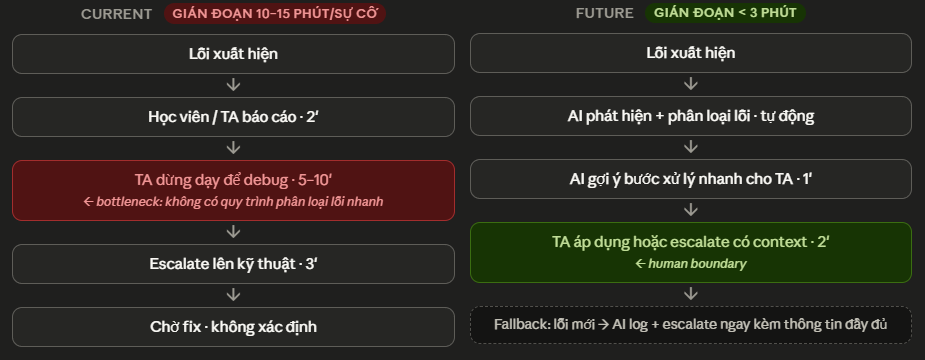 CURRENT GIÁN ĐOẠN 10–15 PHÚT/SỰ CỐ
Lỗi xuất hiện
Học viên / TA báo cáo · 2'
TA dừng dạy để debug · 5–10'
← bottleneck: không có quy trình phân loại lỗi nhanh
Escalate lên kỹ thuật · 3'
Chờ fix · không xác định
FUTURE GIÁN ĐOẠN < 3 PHÚT
Lỗi xuất hiện
AI phát hiện + phân loại lỗi · tự động
AI gợi ý bước xử lý nhanh cho TA · 1'
TA áp dụng hoặc escalate có context · 2'
← human boundary
Fallback: lỗi mới → AI log + escalate ngay kèm thông tin đầy đủ